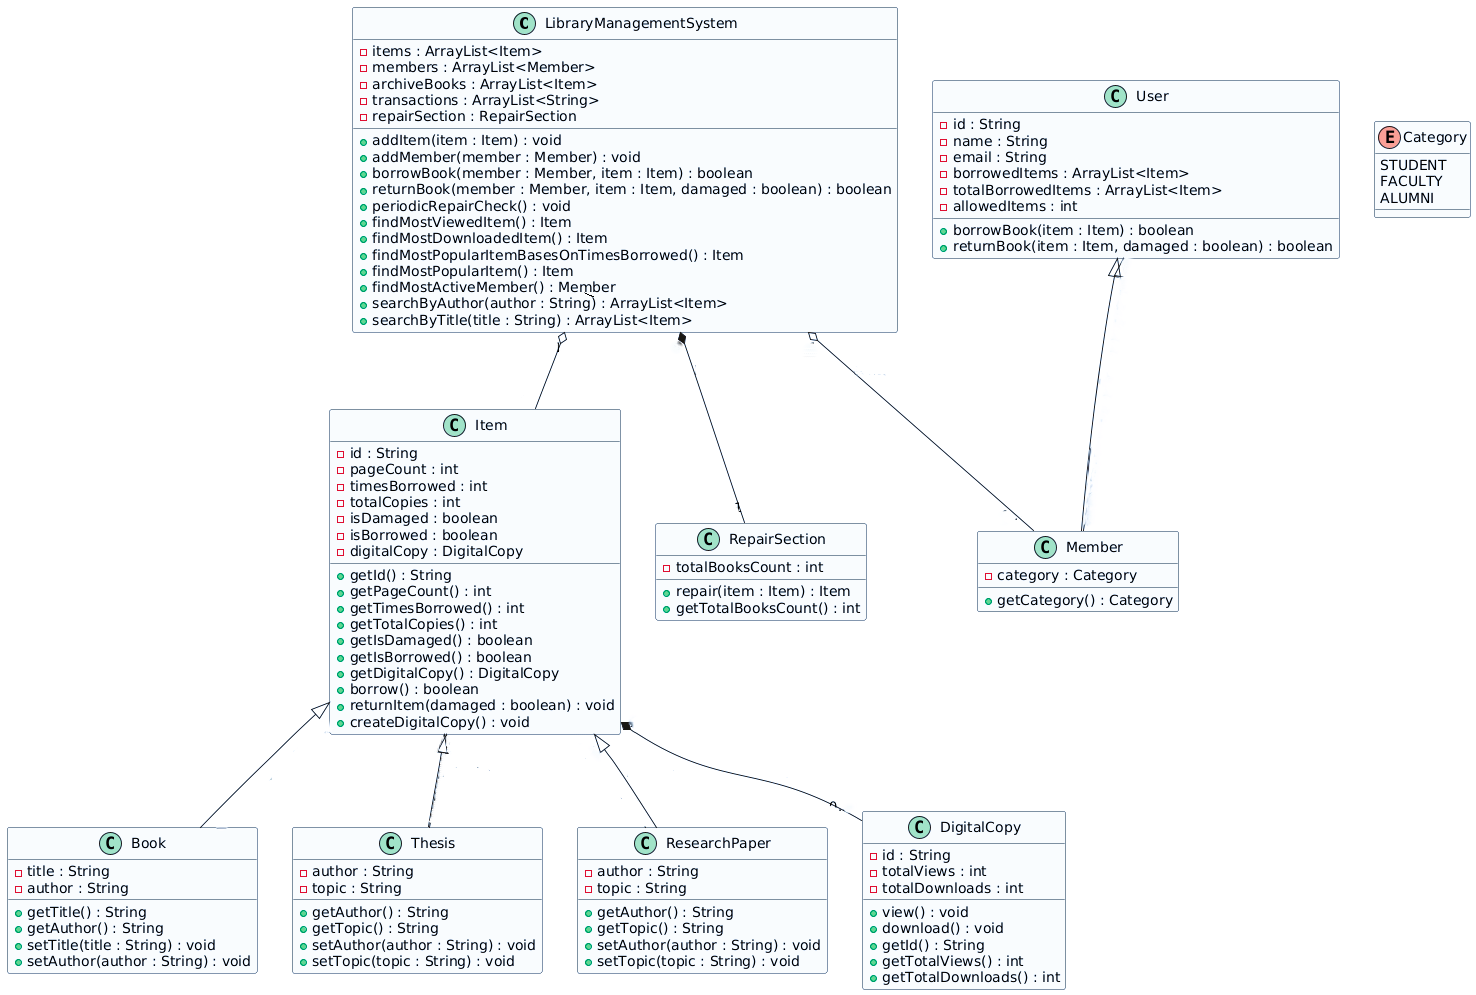 C LibraryManagementSystem
items : ArrayList<Item>
members : ArrayList<Member>
archiveBooks : ArrayList<Item>
transactions : ArrayList<String>
repairSection : RepairSection
addItem(item : Item) : void
addMember(member : Member) : void
borrowBook(member : Member, item : Item) : boolean
returnBook(member : Member, item : Item, damaged : boolean) : boolean
periodicRepairCheck() : void
findMostViewedItem() : Item
findMostDownloadedItem() : Item
findMostPopularItemBasesOnTimesBorrowed() : Item
findMostPopularItem() : Item
findMostActiveMember() : Member
searchByAuthor(author : String) : ArrayList<Item>
searchByTitle(title : String) : ArrayList<Item>
C User
id : String
name : String
email : String
borrowedItems : ArrayList<Item>
totalBorrowedItems : ArrayList<Item>
allowedItems : int
borrowBook(item : Item) : boolean
returnBook(item : Item, damaged : boolean) : boolean
E Category
STUDENT
FACULTY
ALUMNI
C Item
id : String
pageCount : int
timesBorrowed : int
totalCopies : int
isDamaged : boolean
isBorrowed : boolean
digitalCopy : DigitalCopy
getId() : String
getPageCount() : int
getTimesBorrowed() : int
getTotalCopies() : int
getIsDamaged() : boolean
getIsBorrowed() : boolean
getDigitalCopy() : DigitalCopy
borrow() : boolean
returnItem(damaged : boolean) : void
createDigitalCopy() : void
C RepairSection
totalBooksCount : int
repair(item : Item) : Item
getTotalBooksCount() : int
C Member
category : Category
getCategory() : Category
C Book
title : String
author : String
getTitle() : String
getAuthor() : String
setTitle(title : String) : void
setAuthor(author : String) : void
C Thesis
author : String
topic : String
getAuthor() : String
getTopic() : String
setAuthor(author : String) : void
setTopic(topic : String) : void
C ResearchPaper
author : String
topic : String
getAuthor() : String
getTopic() : String
setAuthor(author : String) : void
setTopic(topic : String) : void
C DigitalCopy
id : String
totalViews : int
totalDownloads : int
view() : void
download() : void
getId() : String
getTotalViews() : int
getTotalDownloads() : int